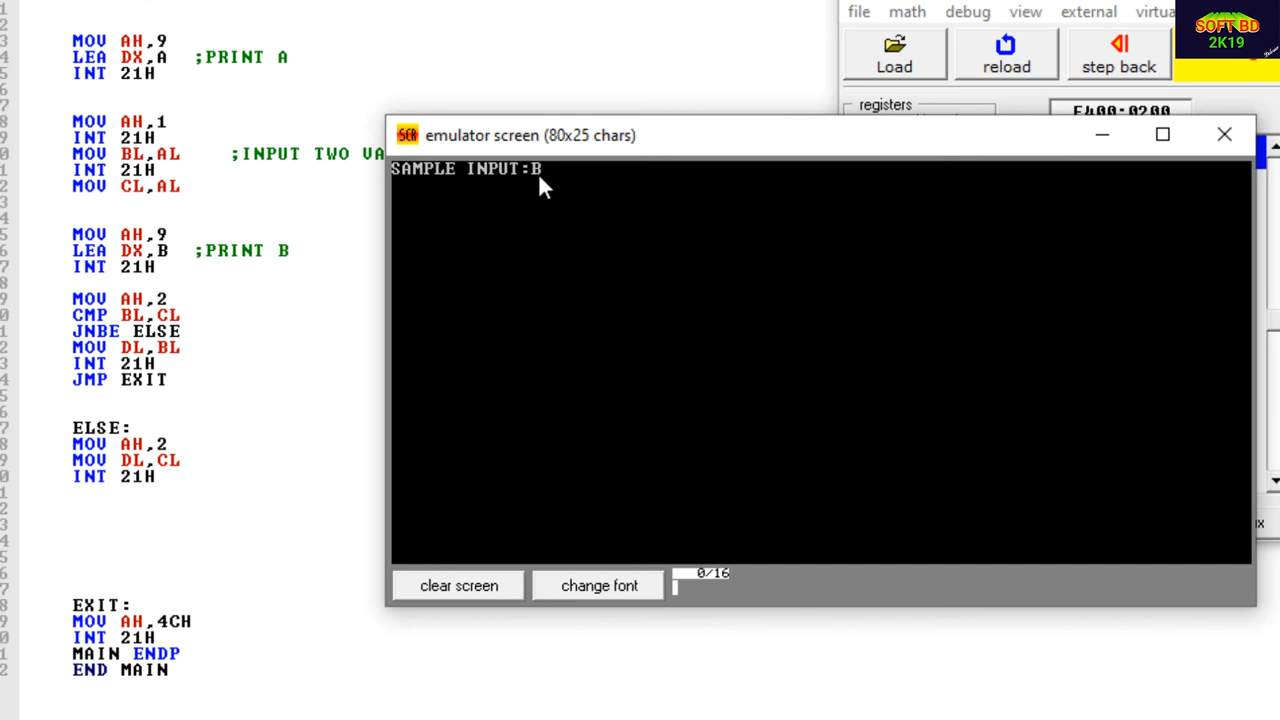 MOV AH,9
LEA DX,A ;PRINT A
INT 21H
MOV AH,1
INT 21H
MOV BL,AL ;INPUT TWO VA
INT 21H
MOV CL,AL
MOV AH,9
LEA DX,B ;PRINT B
INT 21H
MOV AH,2
CMP BL,CL
JNBE ELSE
MOV DL,BL
INT 21H
JMP EXIT
ELSE:
MOV AH,2
MOV DL,CL
INT 21H
EXIT:
MOV AH,4CH
INT 21H
MAIN ENDP
END MAIN
file math debug view external virtua
SOFT BD
2K19
Load reload step back
registers
F400:0200
emulator screen (80x25 chars)
SAMPLE INPUT:B
clear screen change font 0/16